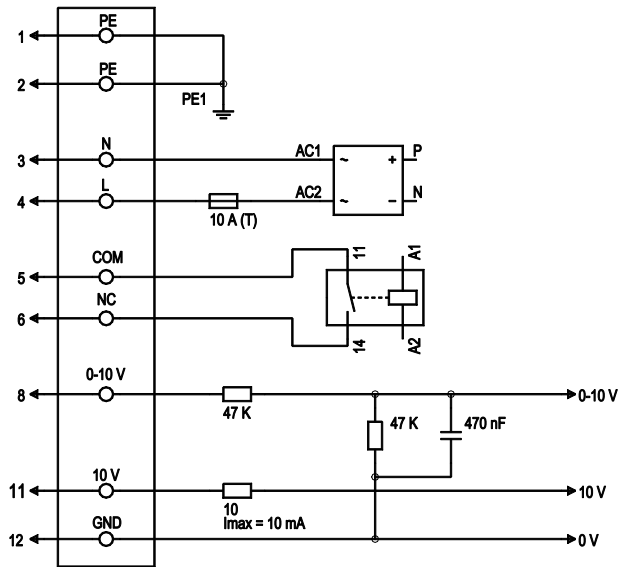 PE
1
PE
2
PE1
N
3
AC1 ~ + P
L
4
AC2 ~ − N
10 A (T)
COM
5
11
A1
NC
6
14
A2
0-10 V
8
0-10 V
47 K
47 K
470 nF
10 V
11
10 V
10
Imax = 10 mA
GND
12
0 V